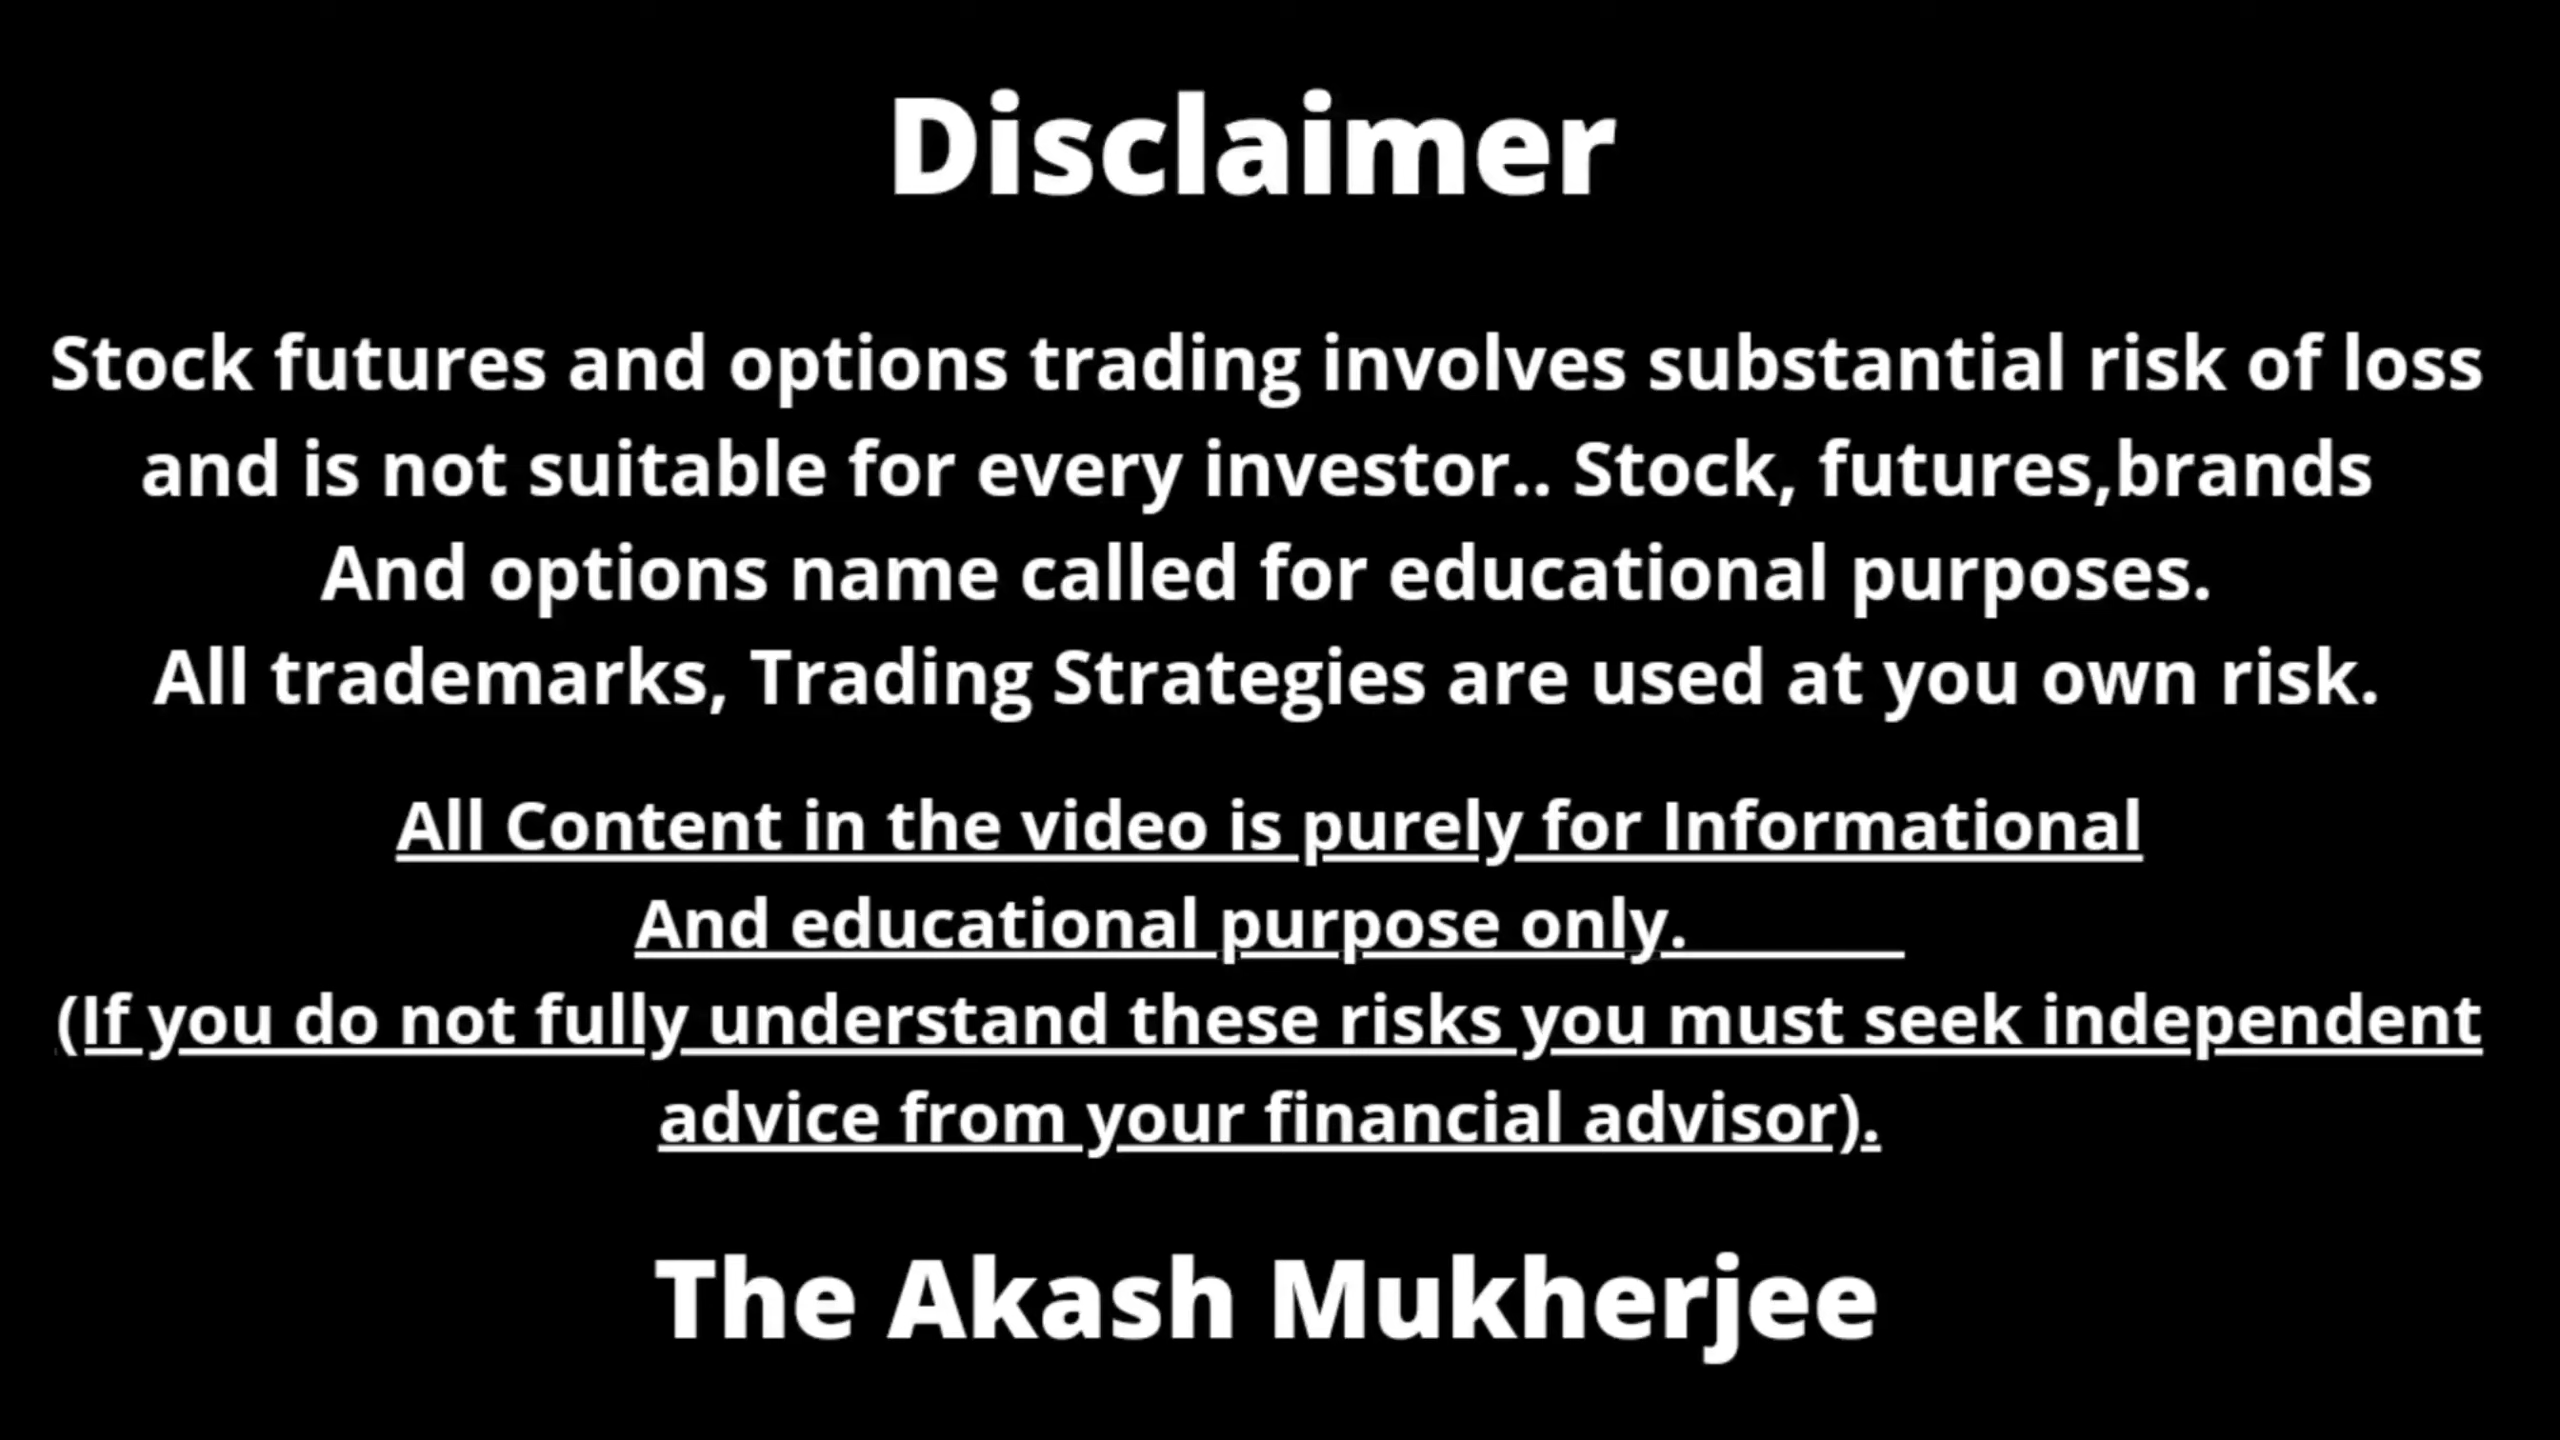 Disclaimer
Stock futures and options trading involves substantial risk of loss
and is not suitable for every investor.. Stock, futures,brands
And options name called for educational purposes.
All trademarks, Trading Strategies are used at you own risk.
All Content in the video is purely for Informational
And educational purpose only.
(If you do not fully understand these risks you must seek independent
advice from your financial advisor).
The Akash Mukherjee